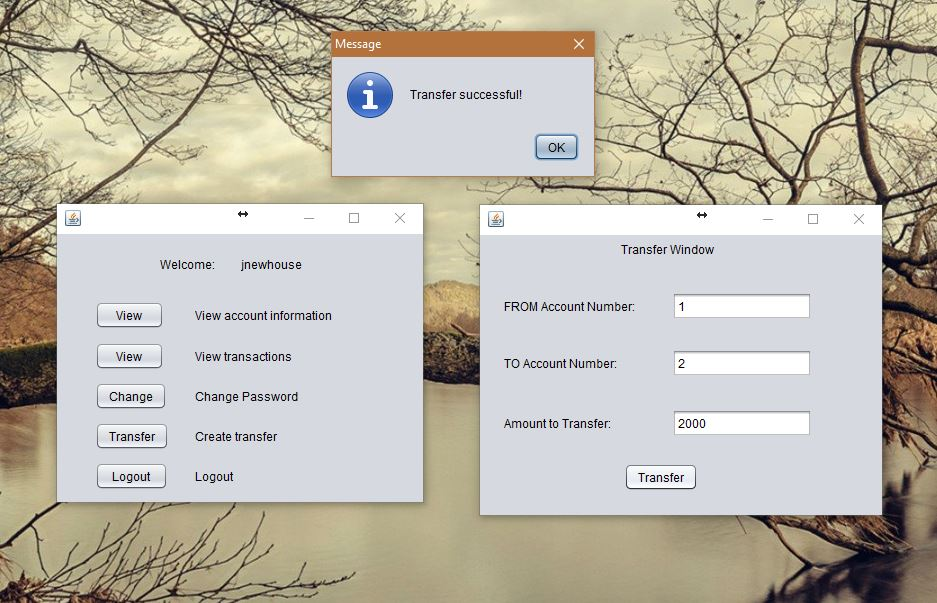 Message
Transfer successful!
OK
Welcome: jnewhouse
View View account information
View View transactions
Change Change Password
Transfer Create transfer
Logout Logout
Transfer Window
FROM Account Number: 1
TO Account Number: 2
Amount to Transfer: 2000
Transfer